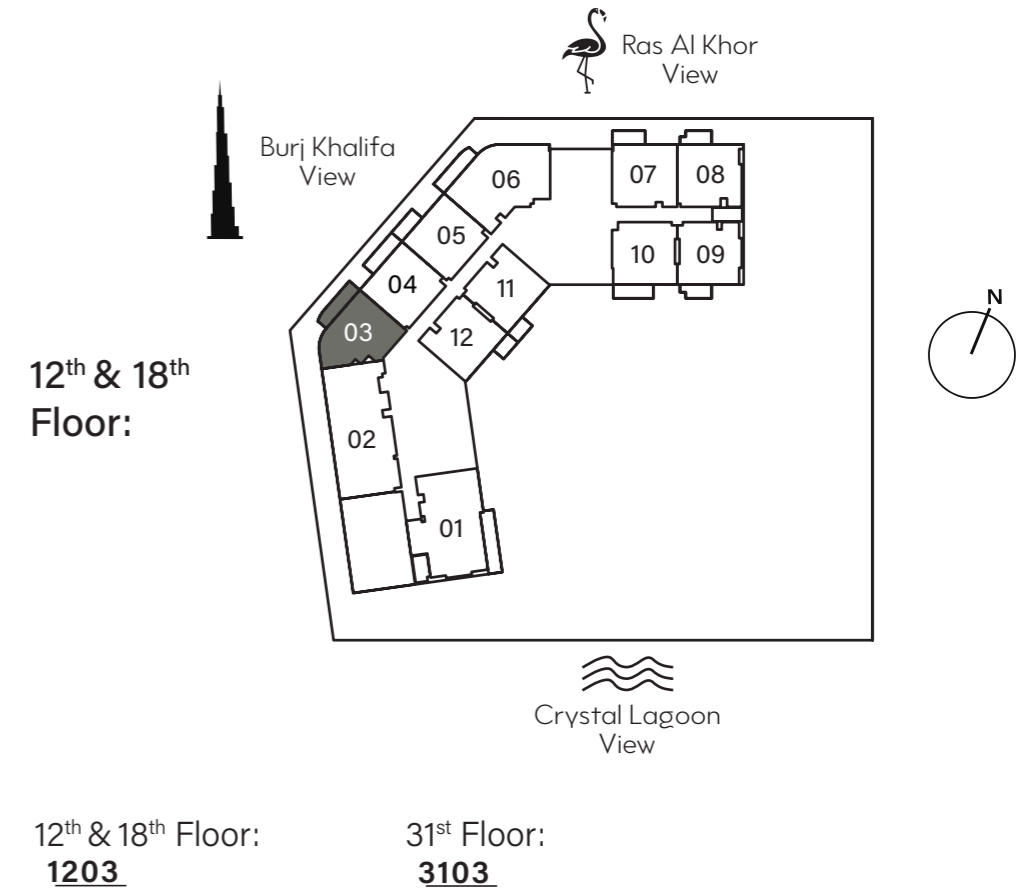 Ras Al Khor
View
Burj Khalifa
View
06
07
08
05
10
09
04
11
03
12
N
12th & 18th
Floor:
02
01
Crystal Lagoon
View
12th & 18th Floor:
1203
31st Floor:
3103